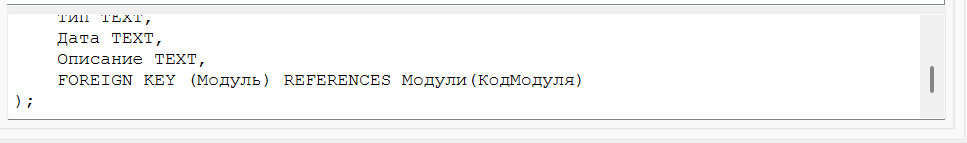 Тип TEXT,
Дата TEXT,
Описание TEXT,
FOREIGN KEY (Модуль) REFERENCES Модули(КодМодуля)
);